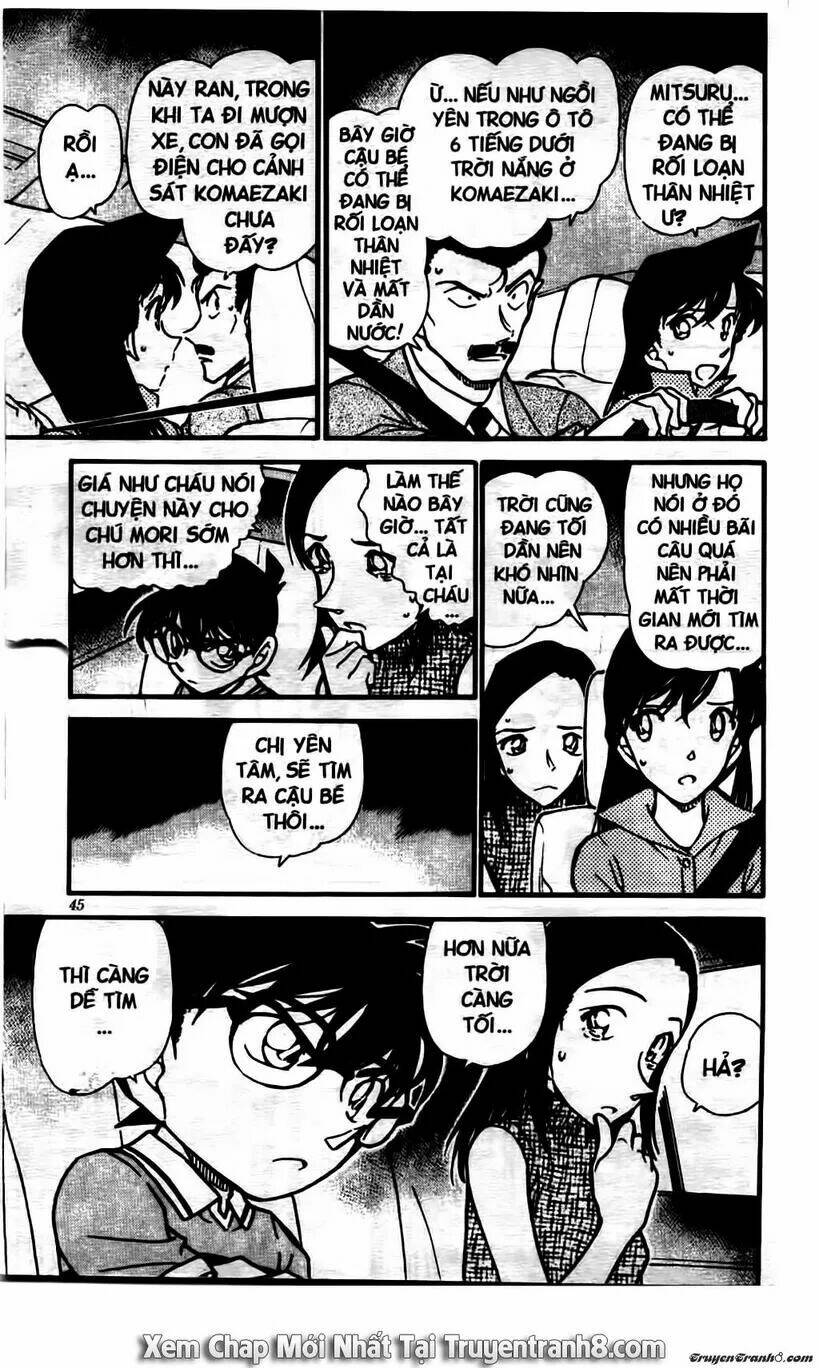 MITSURU...
CÓ THỂ
ĐANG BỊ
RỐI LOẠN
THÂN NHIỆT
Ư?
Ừ... NẾU NHƯ NGỒI
YÊN TRONG Ô TÔ
6 TIẾNG DƯỚI
TRỜI NẮNG Ở
KOMAEZAKI...
BÂY GIỜ
CẬU BÉ
CÓ THỂ
ĐANG BỊ
RỐI LOẠN
THÂN
NHIỆT
VÀ MẤT
DẦN
NƯỚC!
NÀY RAN, TRONG
KHI TA ĐI MƯỢN
XE, CON ĐÃ GỌI
ĐIỆN CHO CẢNH
SÁT KOMAEZAKI
CHƯA
ĐẤY?
RỒI
Ạ...
NHƯNG HỌ
NÓI Ở ĐÓ
CÓ NHIỀU BÃI
CÂU QUÁ
NÊN PHẢI
MẤT THỜI
GIAN MỚI TÌM
RA ĐƯỢC...
TRỜI CŨNG
ĐANG TỐI
DẦN NÊN
KHÓ NHÌN
NỮA...
LÀM THẾ
NÀO BÂY
GIỜ... TẤT
CẢ LÀ
TẠI
CHÁU
...
GIÁ NHƯ CHÁU NÓI
CHUYỆN NÀY CHO
CHÚ MORI SỚM
HƠN THÌ...
CHỊ YÊN
TÂM, SẼ TÌM
RA CẬU BÉ
THÔI...
45
HẢ?
HƠN NỮA
TRỜI
CÀNG
TỐI...
THÌ CÀNG
DỄ TÌM
...
Xem Chap Mới Nhất Tại Truyentranh8.com
TruyenTranh8.com